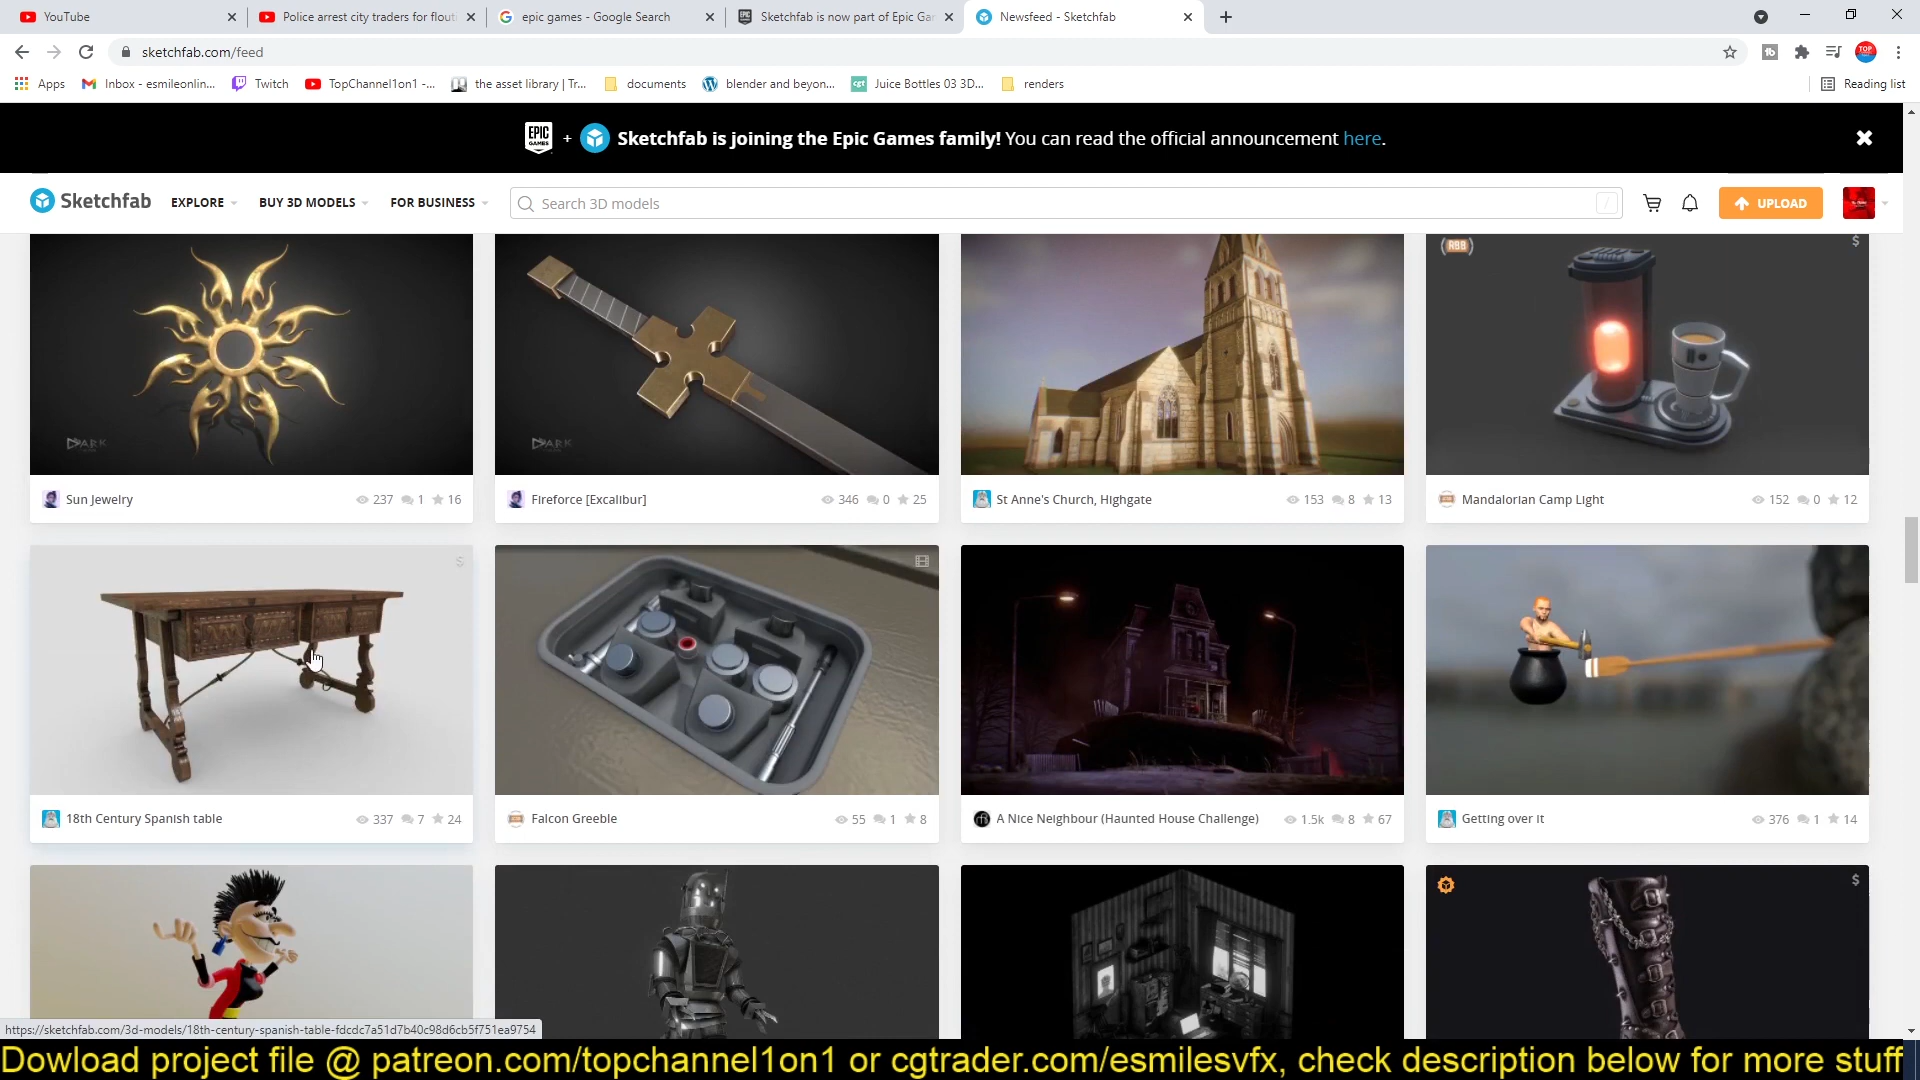 YouTube
Police arrest city traders for flouti
epic games - Google Search
Sketchfab is now part of Epic Gar
Newsfeed - Sketchfab
sketchfab.com/feed
Apps
Inbox - esmileonlin...
Twitch
TopChannel1on1 -...
the asset library | Tr...
documents
blender and beyon...
Juice Bottles 03 3D...
renders
Reading list
EPIC GAMES + Sketchfab is joining the Epic Games family! You can read the official announcement here.
Sketchfab
EXPLORE
BUY 3D MODELS
FOR BUSINESS
Search 3D models
/
UPLOAD
DARK
DARK
RBB
$
Sun Jewelry 237 1 16
Fireforce [Excalibur] 346 0 25
St Anne's Church, Highgate 153 8 13
Mandalorian Camp Light 152 0 12
$
18th Century Spanish table 337 7 24
Falcon Greeble 55 1 8
A Nice Neighbour (Haunted House Challenge) 1.5k 8 67
Getting over it 376 1 14
$
https://sketchfab.com/3d-models/18th-century-spanish-table-fdcdc7a51d7b40c98d6cb5f751ea9754
Dowload project file @ patreon.com/topchannel1on1 or cgtrader.com/esmilesvfx, check description below for more stuff